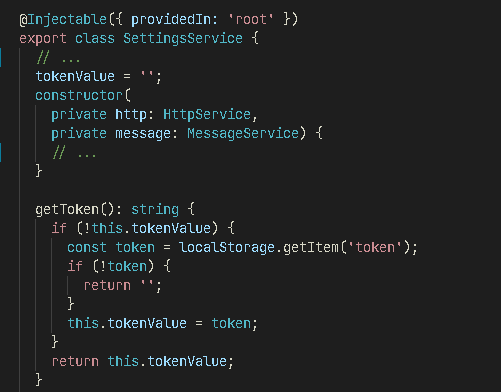 @Injectable({ providedIn: 'root' })
export class SettingsService {
  // ...
  tokenValue = '';
  constructor(
    private http: HttpService,
    private message: MessageService) {
    // ...
  }

  getToken(): string {
    if (!this.tokenValue) {
      const token = localStorage.getItem('token');
      if (!token) {
        return '';
      }
      this.tokenValue = token;
    }
    return this.tokenValue;
  }